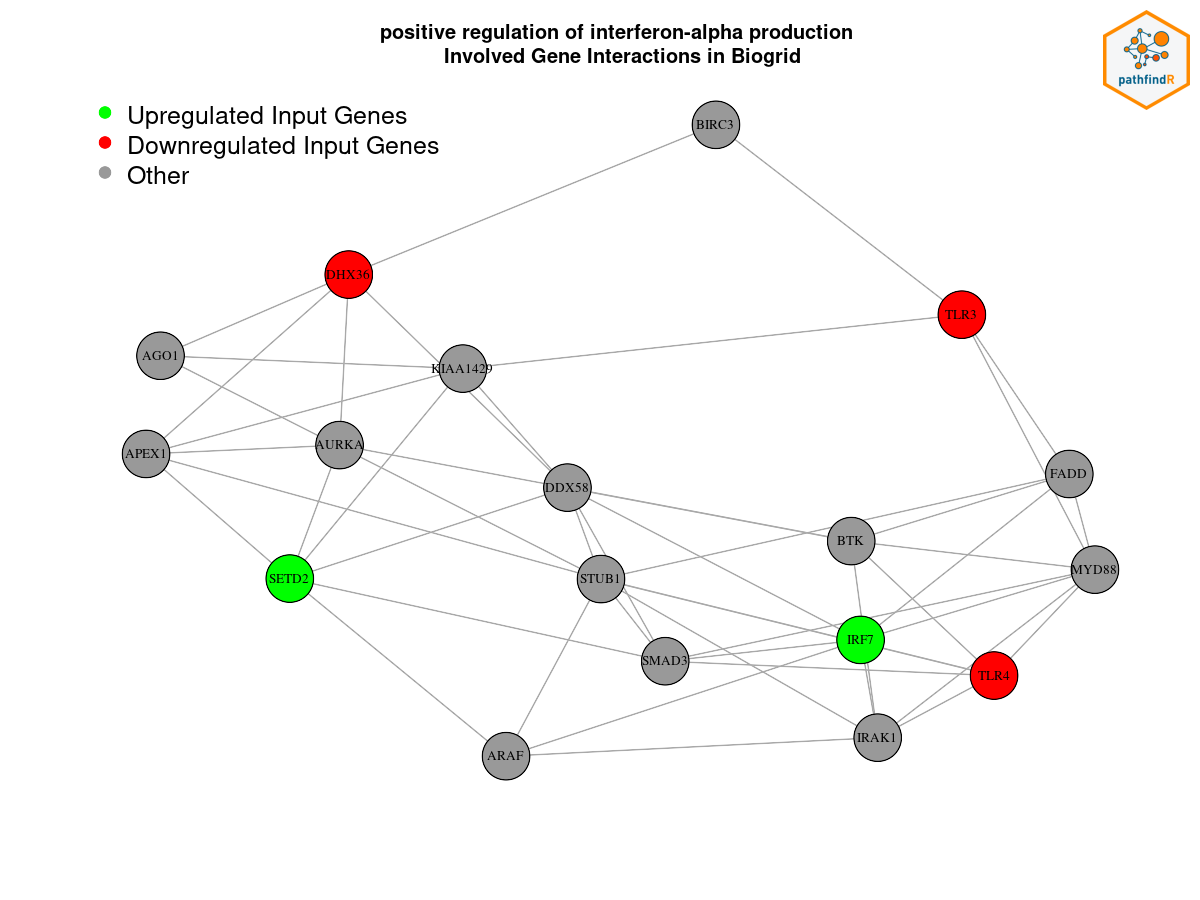 positive regulation of interferon-alpha production
Involved Gene Interactions in Biogrid
pathfindR
Upregulated Input Genes
Downregulated Input Genes
Other
BIRC3
DHX36
TLR3
AGO1
KIAA1429
AURKA
APEX1
FADD
DDX58
BTK
MYD88
SETD2
STUB1
IRF7
SMAD3
TLR4
IRAK1
ARAF